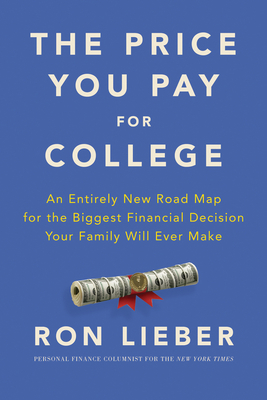 THE PRICE
YOU PAY
FOR
COLLEGE
An Entirely New Road Map
for the Biggest Financial Decision
Your Family Will Ever Make
RON LIEBER
PERSONAL FINANCE COLUMNIST FOR THE NEW YORK TIMES